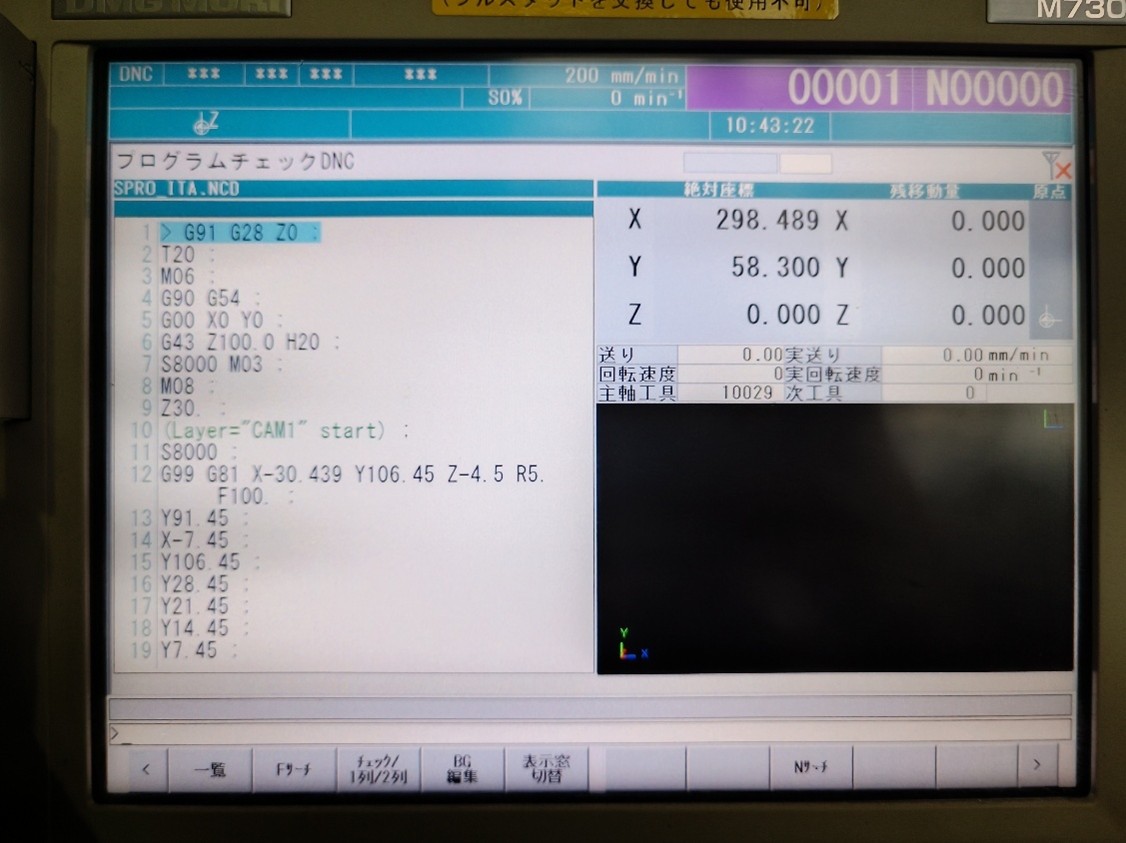 DMG MORI
(フルスタットを交換しても使用不可)
M730
DNC *** *** *** *** 200 mm/min O0001 N00000
S0% 0 min⁻¹
Z 10:43:22
プログラムチェックDNC
SPRO_ITA.NCD
1 > G91 G28 Z0 ;
2 T20 ;
3 M06 ;
4 G90 G54 ;
5 G00 X0 Y0 ;
6 G43 Z100.0 H20 ;
7 S8000 M03 ;
8 M08 ;
9 Z30. ;
10 (Layer="CAM1" start) ;
11 S8000 ;
12 G99 G81 X-30.439 Y106.45 Z-4.5 R5.
F100. ;
13 Y91.45 ;
14 X-7.45 ;
15 Y106.45 ;
16 Y28.45 ;
17 Y21.45 ;
18 Y14.45 ;
19 Y7.45 ;
絶対座標 残移動量 原点
X 298.489 X 0.000
Y 58.300 Y 0.000
Z 0.000 Z 0.000
送り 0.00 実送り 0.00 mm/min
回転速度 0 実回転速度 0 min⁻¹
主軸工具 10029 次工具 0
Y
X
>_
< 一覧 Fサーチ チェック/1列/2列 BG編集 表示窓切替 Nサーチ >